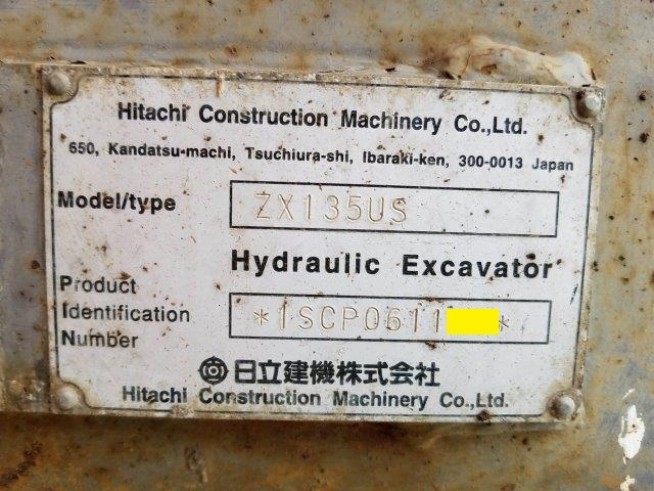 Hitachi Construction Machinery Co.,Ltd.
650, Kandatsu-machi, Tsuchiura-shi, Ibaraki-ken, 300-0013 Japan
Model/type ZX135US
Hydraulic Excavator
Product
Identification
Number
*1SCP0611 *
日立建機株式会社
Hitachi Construction Machinery Co.,Ltd.